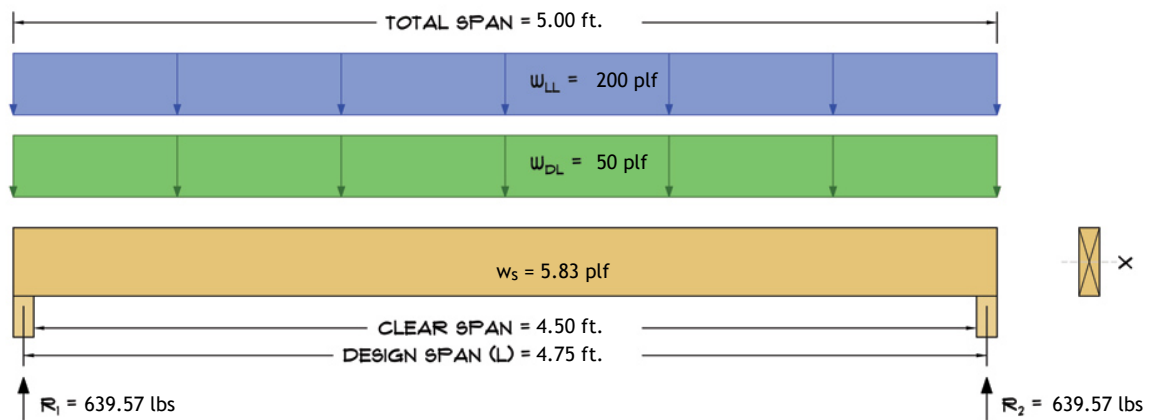 TOTAL SPAN = 5.00 ft.
wLL = 200 plf
wDL = 50 plf
ws = 5.83 plf
X
CLEAR SPAN = 4.50 ft.
DESIGN SPAN (L) = 4.75 ft.
R1 = 639.57 lbs
R2 = 639.57 lbs